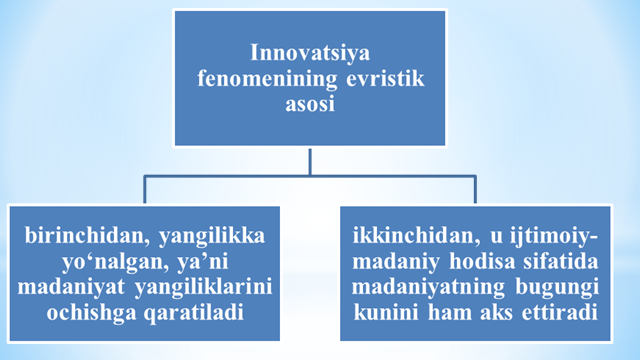 Innovatsiya
fenomenining evristik
asosi
birinchidan, yangilikka
yo‘nalgan, ya’ni
madaniyat yangiliklarini
ochishga qaratiladi
ikkinchidan, u ijtimoiy-
madaniy hodisa sifatida
madaniyatning bugungi
kunini ham aks ettiradi